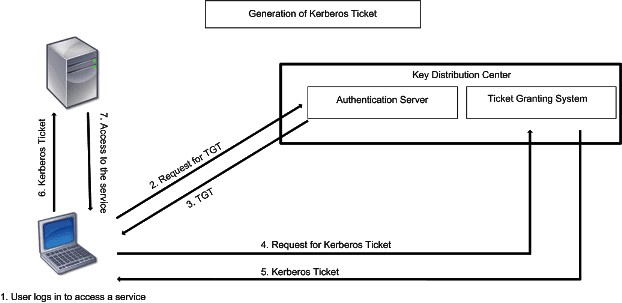 Generation of Kerberos Ticket
Key Distribution Center
Authentication Server
Ticket Granting System
6. Kerberos Ticket
7. Access to the service
2. Request for TGT
3. TGT
4. Request for Kerberos Ticket
5. Kerberos Ticket
1. User logs in to access a service